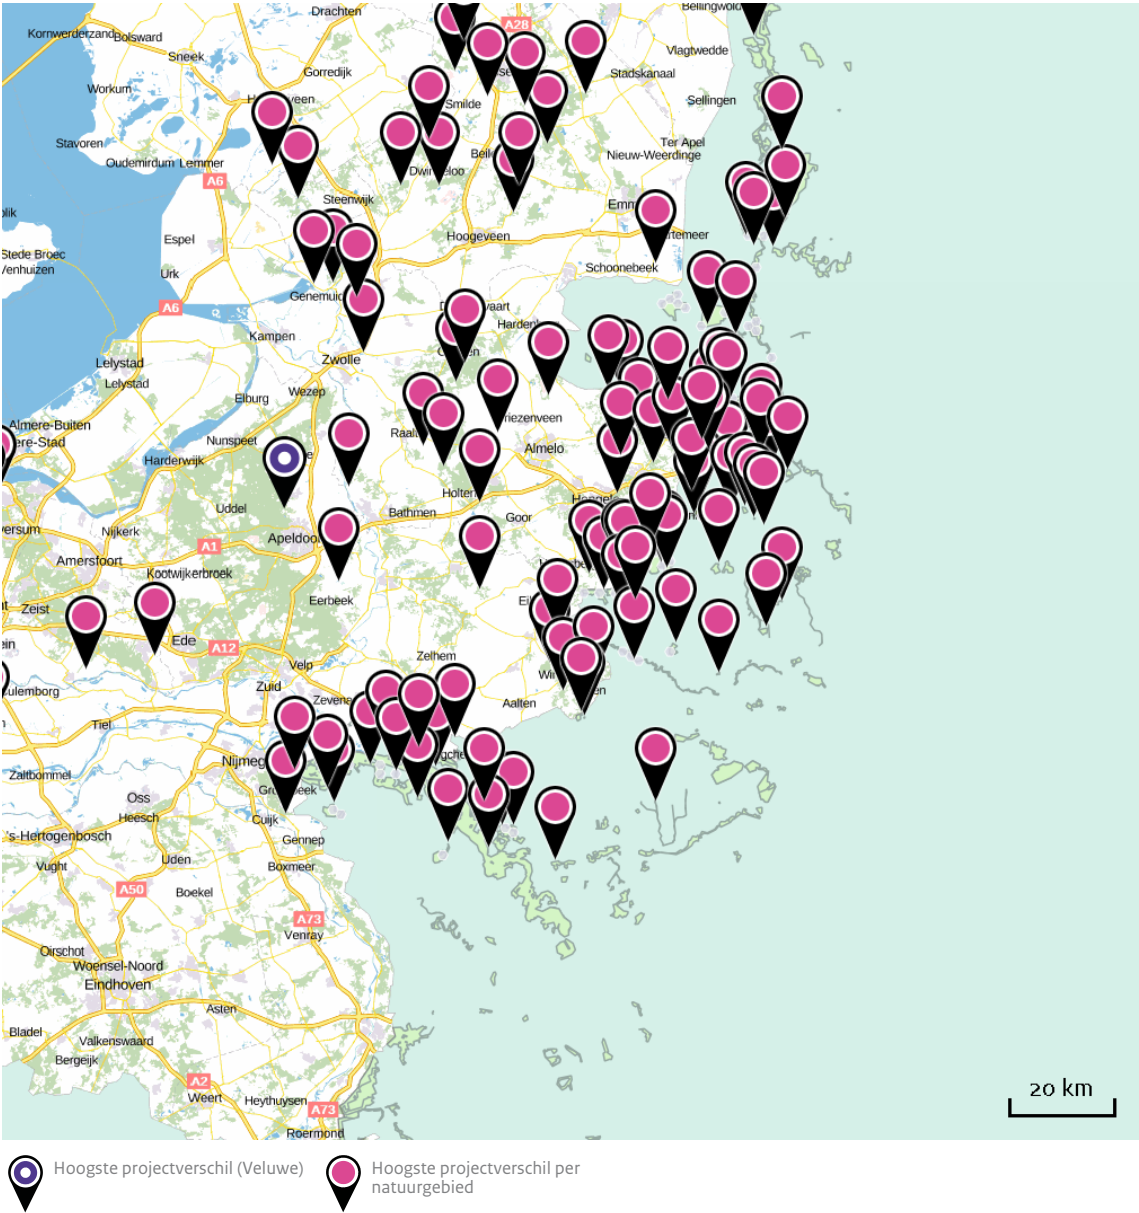 Drachten
Bellingwold
A28
Kornwerderzand
Bolsward
Vlagtwedde
Sneek
Gorredijk
Stadskanaal
Workum
Sellingen
Smilde
Stavoren
Ter Apel
Oudemirdum
Lemmer
Nieuw-Weerdinge
A6
Steenwijk
Espel
Hoogeveen
Stede Broec
Urk
Schoonebeek
A6
Kampen
Zwolle
Lelystad
Lelystad
Wezep
Elburg
Almere-Buiten
Nunspeet
Almelo
Harderwijk
Uddel
Bathmen
Goor
Nijkerk
A1
Amersfoort
Kootwijkerbroek
Eerbeek
Zeist
Ede
A12
Zelhem
Velp
Zuid
Aalten
Tiel
Zaltbommel
Oss
Heesch
Cuijk
's-Hertogenbosch
Gennep
Vught
Uden
Boxmeer
A50
Boekel
A73
Venray
Oirschot
Woensel-Noord
Eindhoven
Asten
Bladel
Valkenswaard
Bergeijk
A2
Weert
Heythuysen
A73
Roermond
20 km
Hoogste projectverschil (Veluwe)
Hoogste projectverschil per
natuurgebied